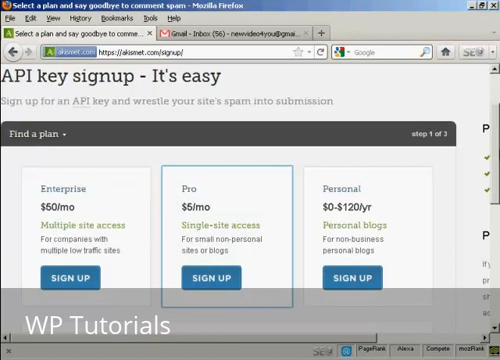 Select a plan and say goodbye to comment spam - Mozilla Firefox
File Edit View History Bookmarks Tools Help
Select a plan and say goodbye to comme...
Gmail - Inbox (56) - newvideo4you@gmai...
akismet.com https://akismet.com/signup/
Google
API key signup - It's easy
Sign up for an API key and wrestle your site's spam into submission
Find a plan
step 1 of 3
Enterprise
$50/mo
Multiple site access
For companies with
multiple low traffic sites
SIGN UP
Pro
$5/mo
Single-site access
For small non-personal
sites or blogs
SIGN UP
Personal
$0-$120/yr
Personal blogs
For non-business
personal blogs
SIGN UP
WP Tutorials
PageRank
Alexa
Compete
mozRank